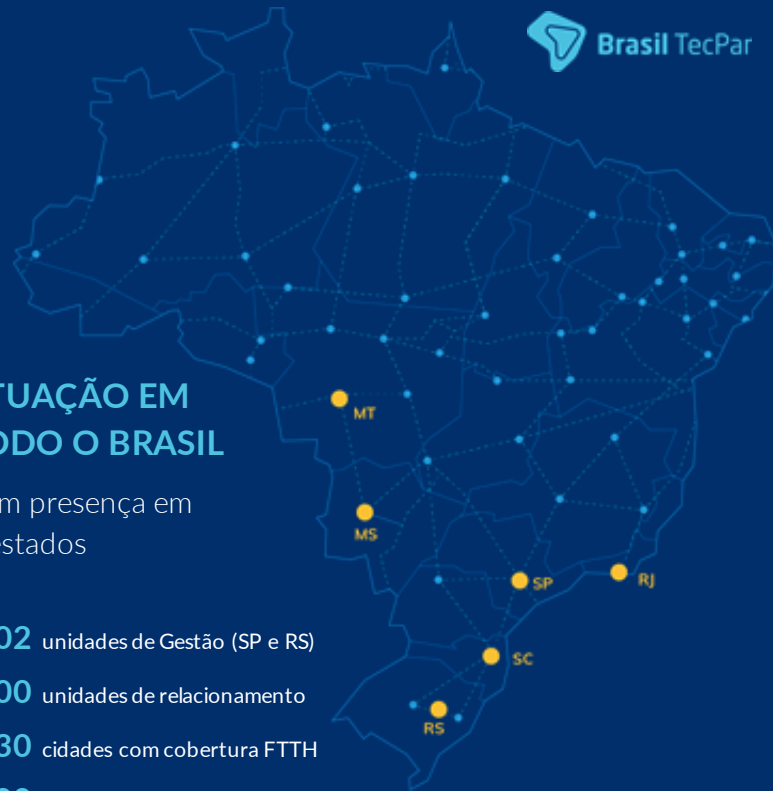 Brasil TecPar
TUAÇÃO EM
ODO O BRASIL
m presença em
estados
MT
MS
SP
RJ
SC
RS
02 unidades de Gestão (SP e RS)
00 unidades de relacionamento
30 cidades com cobertura FTTH